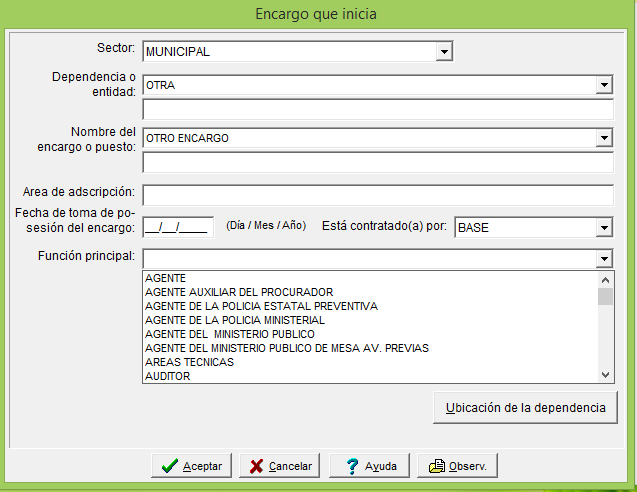 Encargo que inicia
Sector: MUNICIPAL
Dependencia o
entidad: OTRA
Nombre del
encargo o puesto: OTRO ENCARGO
Area de adscripción:
Fecha de toma de po-
sesión del encargo: __/__/____ (Día / Mes / Año) Está contratado(a) por: BASE
Función principal:
AGENTE
AGENTE AUXILIAR DEL PROCURADOR
AGENTE DE LA POLICIA ESTATAL PREVENTIVA
AGENTE DE LA POLICIA MINISTERIAL
AGENTE DEL  MINISTERIO PUBLICO
AGENTE DEL MINISTERIO PUBLICO DE MESA AV. PREVIAS
AREAS TECNICAS
AUDITOR
Ubicación de la dependencia
Aceptar Cancelar Ayuda Observ.